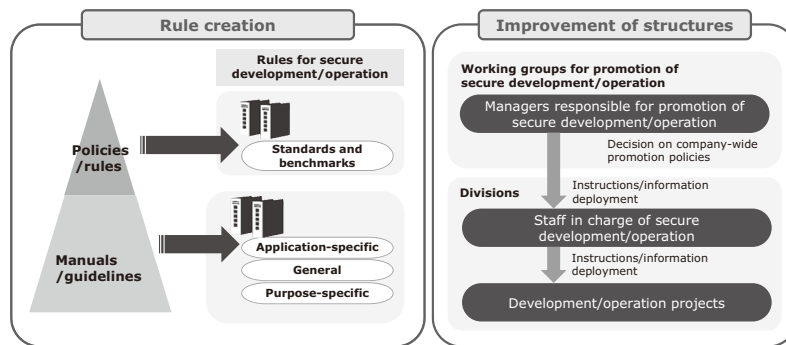 Rule creation
Rules for secure
development/operation
Policies
/rules
Standards and
benchmarks
Manuals
/guidelines
Application-specific
General
Purpose-specific
Improvement of structures
Working groups for promotion of
secure development/operation
Managers responsible for promotion of
secure development/operation
Decision on company-wide
promotion policies
Divisions
Instructions/information
deployment
Staff in charge of secure
development/operation
Instructions/information
deployment
Development/operation projects